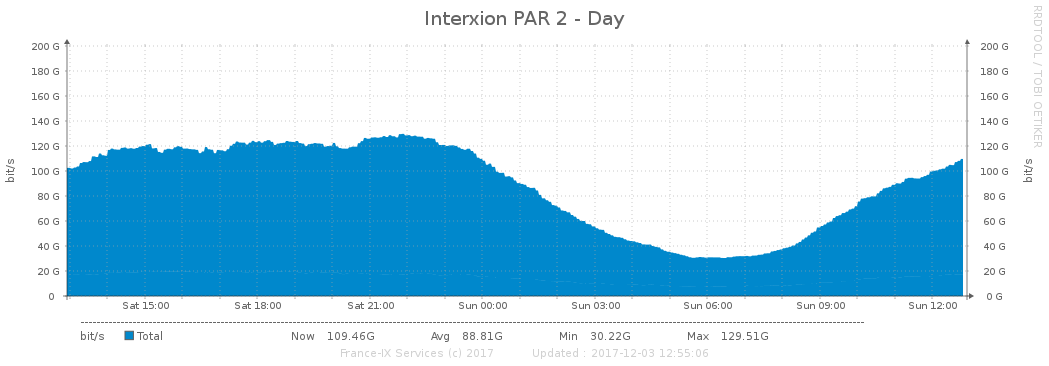 Interxion PAR 2 - Day
RRDTOOL / TOBI OETIKER
bit/s
200 G 200 G
180 G 180 G
160 G 160 G
140 G 140 G
120 G 120 G
100 G 100 G
80 G 80 G
60 G 60 G
40 G 40 G
20 G 20 G
0 0 G
bit/s
Sat 15:00 Sat 18:00 Sat 21:00 Sun 00:00 Sun 03:00 Sun 06:00 Sun 09:00 Sun 12:00
bit/s Total Now 109.46G Avg 88.81G Min 30.22G Max 129.51G
France-IX Services (c) 2017 Updated : 2017-12-03 12:55:06